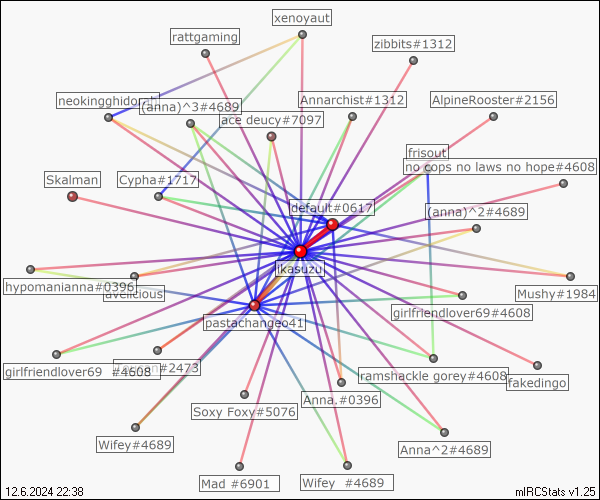 xenoyaut
rattgaming
zibbits#1312
neokingghidorah
(anna)^3#4689
Annarchist#1312
AlpineRooster#2156
ace deucy#7097
frisout
no cops no laws no hope#4608
Skalman
Cypha#1717
default#0617
(anna)^2#4689
jkasuzu
hypomanianna#0396
avelicious
Mushy#1984
girlfriendlover69#4608
pastachangeo41
girlfriendlover69 #4608
#2473
ramshackle gorey#4608
fakedingo
Soxy Foxy#5076
Anna.#0396
Wifey#4689
Anna^2#4689
Mad #6901
Wifey #4689
12.6.2024 22:38
mIRCStats v1.25